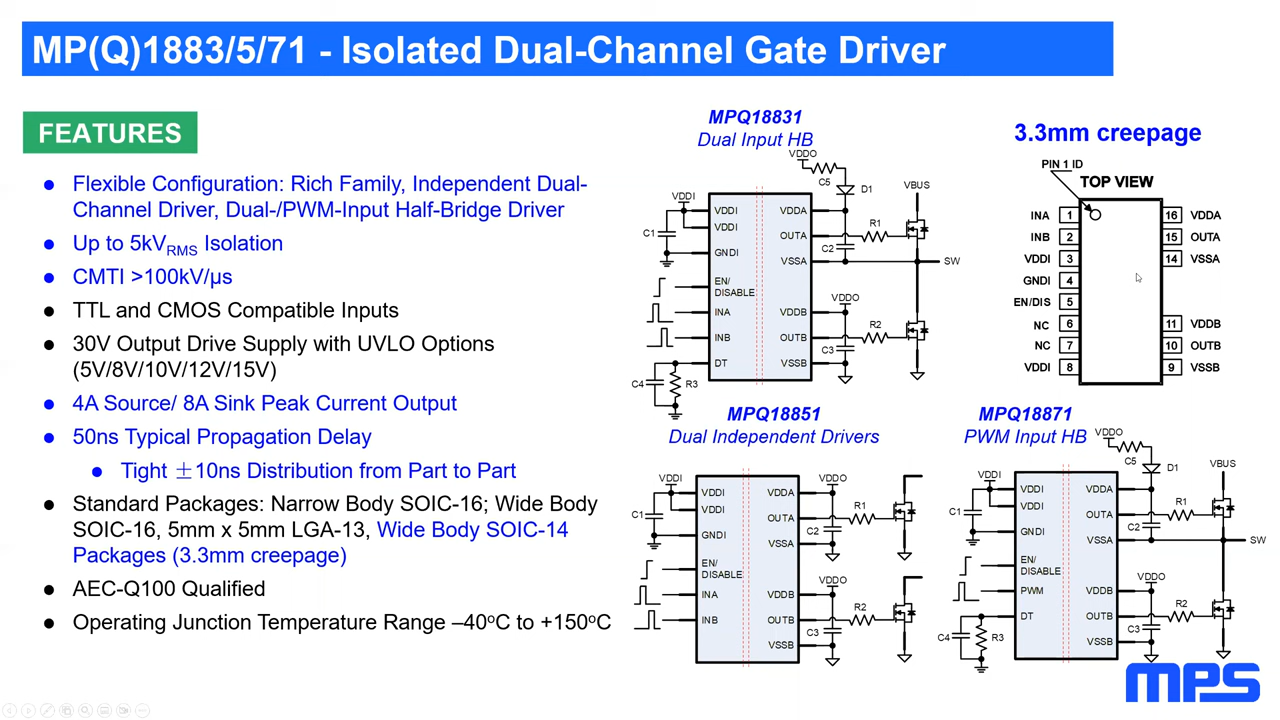 MP(Q)1883/5/71 - Isolated Dual-Channel Gate Driver
FEATURES
● Flexible Configuration: Rich Family, Independent Dual-
Channel Driver, Dual-/PWM-Input Half-Bridge Driver
● Up to 5kVRMS Isolation
● CMTI >100kV/µs
● TTL and CMOS Compatible Inputs
● 30V Output Drive Supply with UVLO Options
(5V/8V/10V/12V/15V)
● 4A Source/ 8A Sink Peak Current Output
● 50ns Typical Propagation Delay
● Tight ±10ns Distribution from Part to Part
● Standard Packages: Narrow Body SOIC-16; Wide Body
SOIC-16, 5mm x 5mm LGA-13, Wide Body SOIC-14
Packages (3.3mm creepage)
● AEC-Q100 Qualified
● Operating Junction Temperature Range –40oC to +150oC
MPQ18831
Dual Input HB
VDDO
C5
D1
VBUS
VDDI
VDDI
VDDA
VDDI
C1
R1
OUTA
C2
GNDI
VSSA
SW
EN/
DISABLE
VDDO
INA
VDDB
R2
INB
OUTB
C3
DT
VSSB
C4
R3
3.3mm creepage
PIN 1 ID
TOP VIEW
INA 1 16 VDDA
INB 2 15 OUTA
VDDI 3 14 VSSA
GNDI 4
EN/DIS 5
NC 6 11 VDDB
NC 7 10 OUTB
VDDI 8 9 VSSB
MPQ18851
Dual Independent Drivers
VDDI
VDDO
VDDI
VDDA
VDDI
C1
R1
OUTA
C2
GNDI
VSSA
EN/
DISABLE
VDDO
INA
VDDB
R2
INB
OUTB
C3
VSSB
MPQ18871
PWM Input HB
VDDO
C5
D1
VBUS
VDDI
VDDI
VDDA
VDDI
C1
R1
OUTA
C2
GNDI
VSSA
SW
EN/
DISABLE
VDDO
PWM
VDDB
R2
DT
OUTB
C3
C4
R3
VSSB
MPS